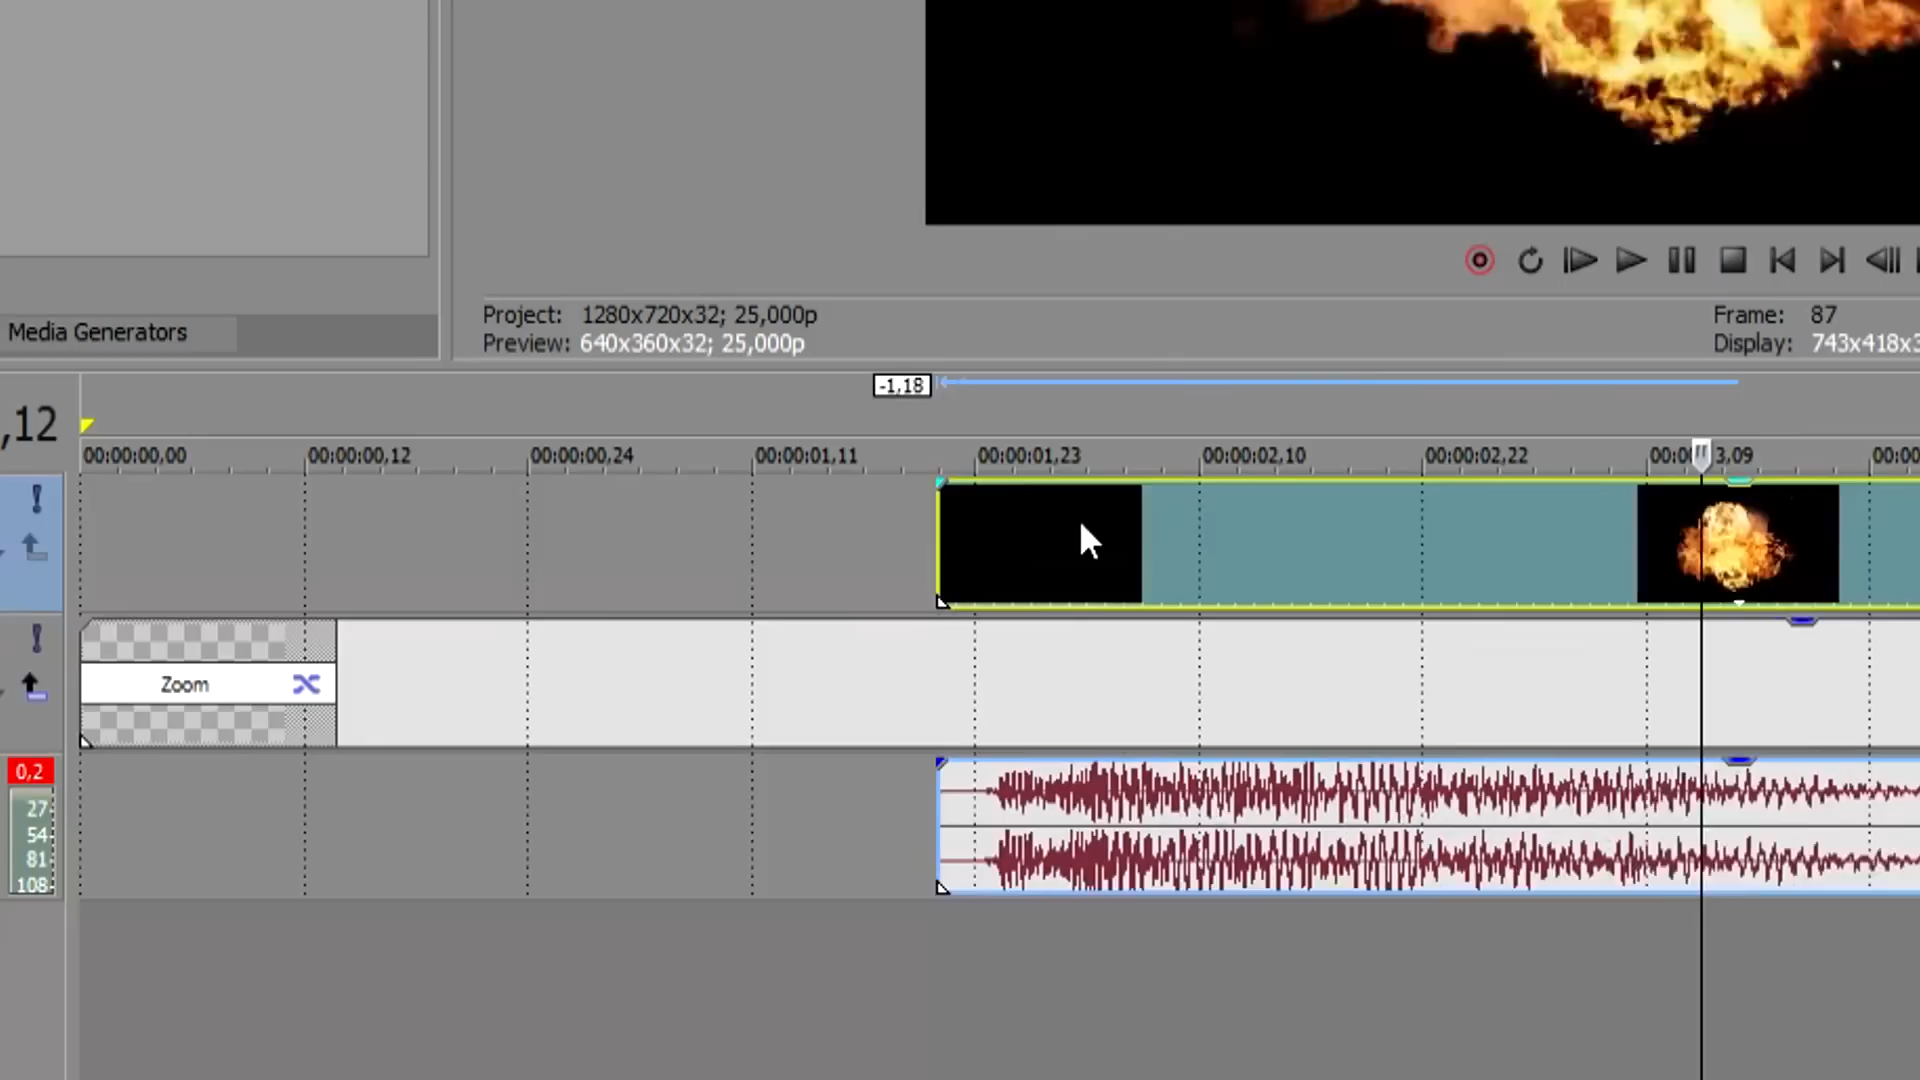 Media Generators
Project: 1280x720x32; 25,000p
Preview: 640x360x32; 25,000p
Frame: 87
Display: 743x418x3
-1,18
,12
00:00:00,00 00:00:00,12 00:00:00,24 00:00:01,11 00:00:01,23 00:00:02,10 00:00:02,22 00:0 3,09 00:00
Zoom
0,2
27
54
81
108